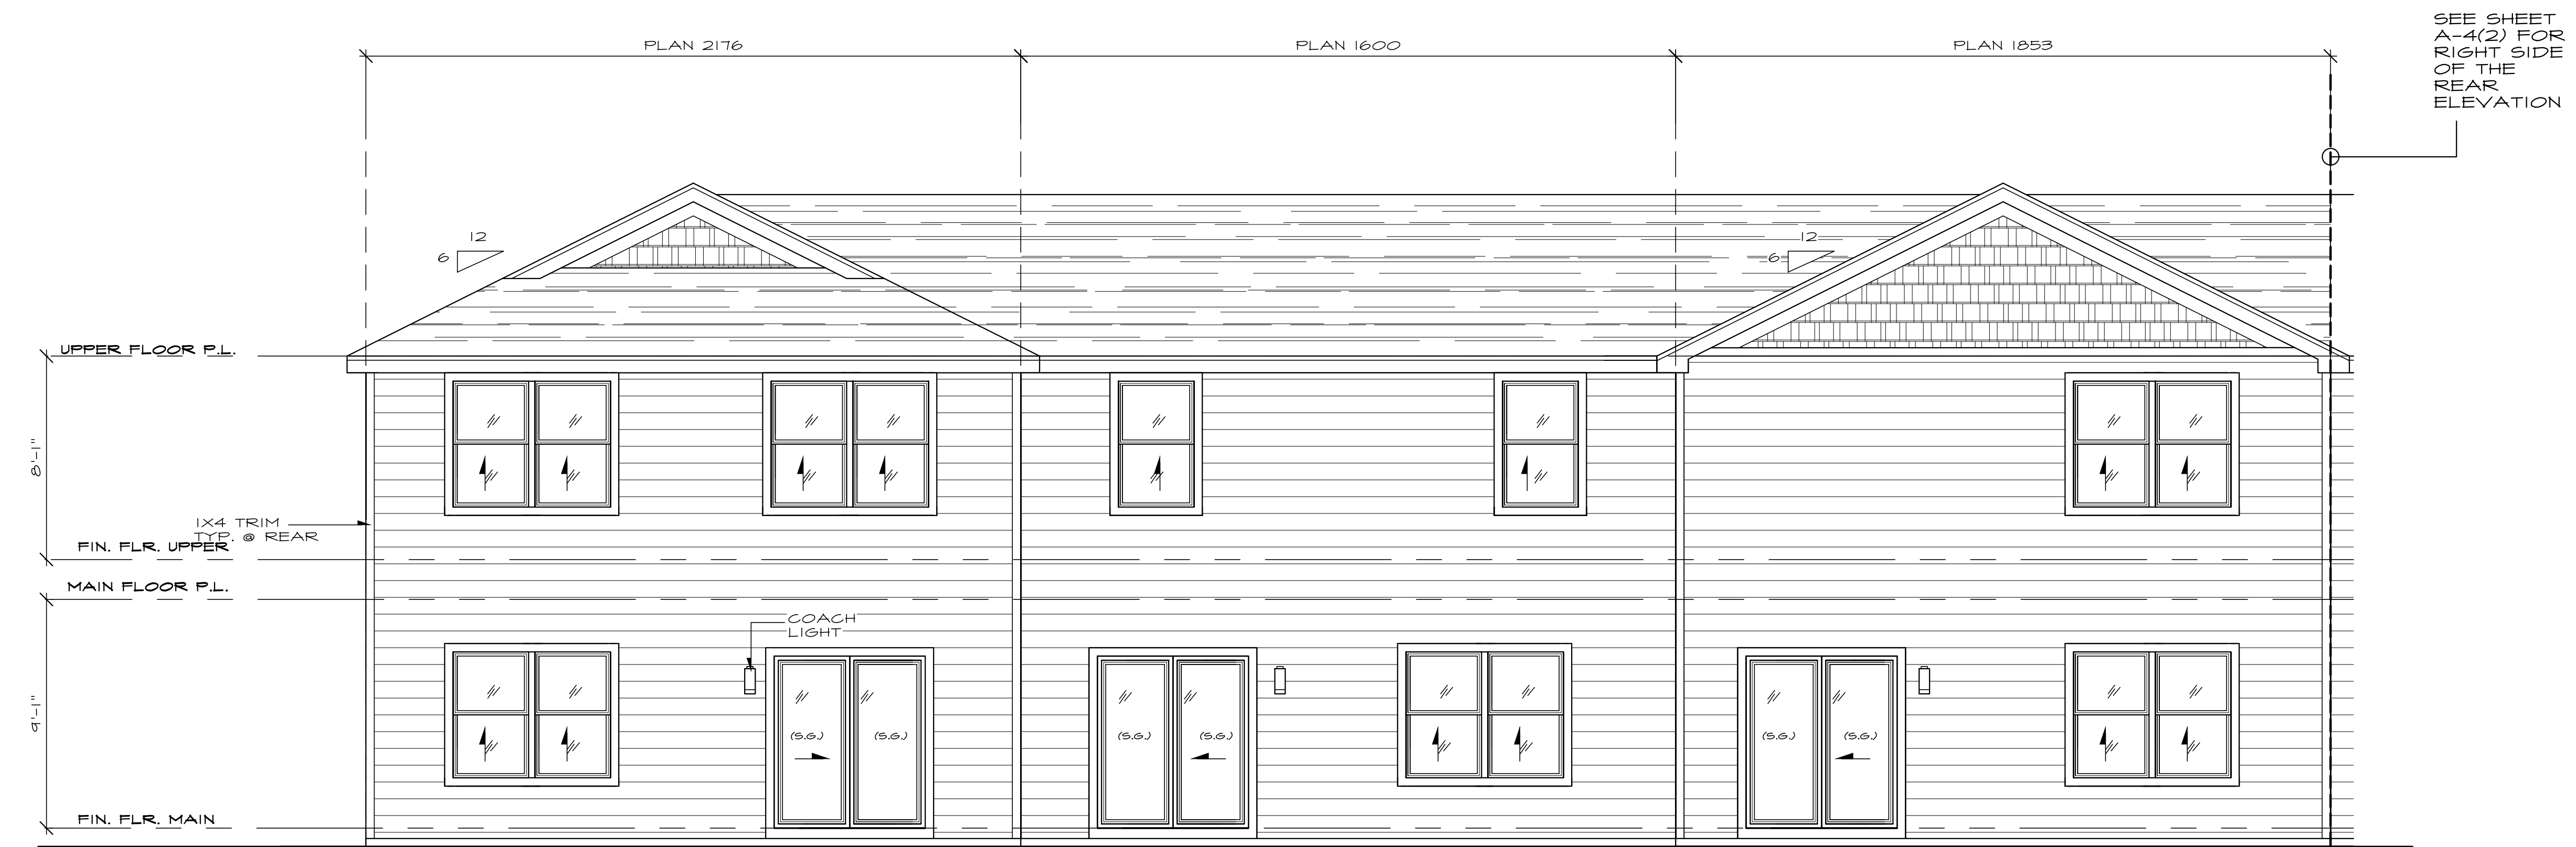 SEE SHEET
A-4(2) FOR
RIGHT SIDE
OF THE
REAR
ELEVATION
PLAN 2176
PLAN 1600
PLAN 1853
12
6
12
6
UPPER FLOOR P.L.
8'-1"
1X4 TRIM
TYP. @ REAR
FIN. FLR. UPPER
MAIN FLOOR P.L.
COACH
LIGHT
9'-1"
(S.G.)
(S.G.)
(S.G.)
(S.G.)
(S.G.)
(S.G.)
FIN. FLR. MAIN